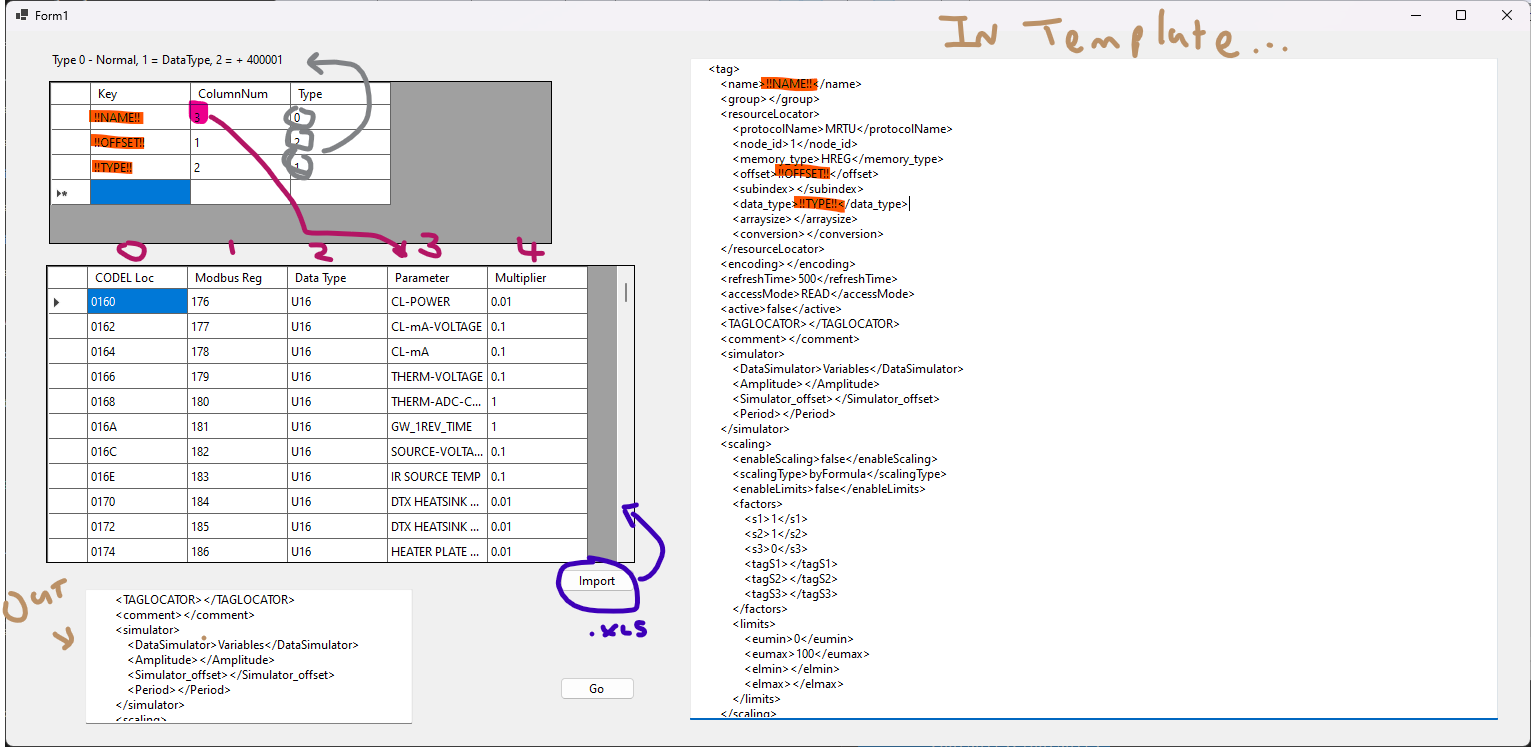 Form1
In Template...
Type 0 - Normal, 1 = DataType, 2 = + 400001
Key ColumnNum Type
!!NAME!! 3 0
!!OFFSET!! 1 2
!!TYPE!! 2 1
0 1 2 3 4
CODEL Loc Modbus Reg Data Type Parameter Multiplier
0160 176 U16 CL-POWER 0.01
0162 177 U16 CL-mA-VOLTAGE 0.1
0164 178 U16 CL-mA 0.1
0166 179 U16 THERM-VOLTAGE 0.1
0168 180 U16 THERM-ADC-C... 1
016A 181 U16 GW_1REV_TIME 1
016C 182 U16 SOURCE-VOLTA... 0.1
016E 183 U16 IR SOURCE TEMP 0.1
0170 184 U16 DTX HEATSINK ... 0.01
0172 185 U16 DTX HEATSINK ... 0.01
0174 186 U16 HEATER PLATE ... 0.01
Import
.XLS
Out
<TAGLOCATOR></TAGLOCATOR>
<comment></comment>
<simulator>
<DataSimulator>Variables</DataSimulator>
<Amplitude></Amplitude>
<Simulator_offset></Simulator_offset>
<Period></Period>
</simulator>
<scaling>
Go
<tag>
<name>!!NAME!!</name>
<group></group>
<resourceLocator>
<protocolName>MRTU</protocolName>
<node_id>1</node_id>
<memory_type>HREG</memory_type>
<offset>!!OFFSET!!</offset>
<subindex></subindex>
<data_type>!!TYPE!!</data_type>
<arraysize></arraysize>
<conversion></conversion>
</resourceLocator>
<encoding></encoding>
<refreshTime>500</refreshTime>
<accessMode>READ</accessMode>
<active>false</active>
<TAGLOCATOR></TAGLOCATOR>
<comment></comment>
<simulator>
<DataSimulator>Variables</DataSimulator>
<Amplitude></Amplitude>
<Simulator_offset></Simulator_offset>
<Period></Period>
</simulator>
<scaling>
<enableScaling>false</enableScaling>
<scalingType>byFormula</scalingType>
<enableLimits>false</enableLimits>
<factors>
<s1>1</s1>
<s2>1</s2>
<s3>0</s3>
<tagS1></tagS1>
<tagS2></tagS2>
<tagS3></tagS3>
</factors>
<limits>
<eumin>0</eumin>
<eumax>100</eumax>
<elmin></elmin>
<elmax></elmax>
</limits>
</scaling>